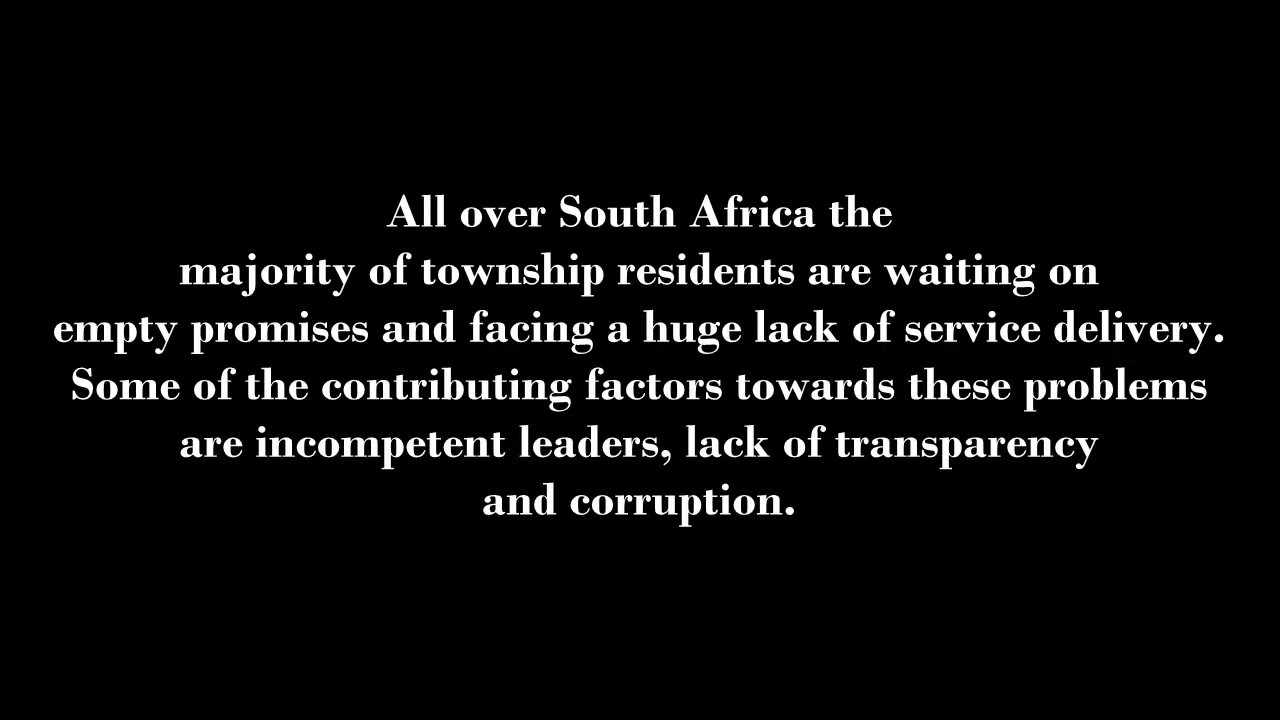 All over South Africa the
majority of township residents are waiting on
empty promises and facing a huge lack of service delivery.
Some of the contributing factors towards these problems
are incompetent leaders, lack of transparency
and corruption.